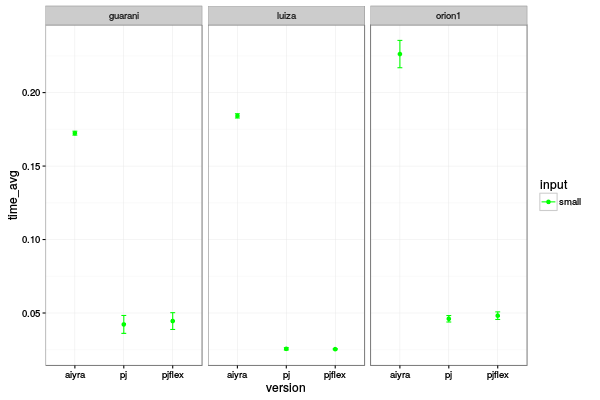 guarani luiza orion1
time_avg
0.20
0.15
0.10
0.05
aiyra pj pjflex aiyra pj pjflex aiyra pj pjflex
version
input
small